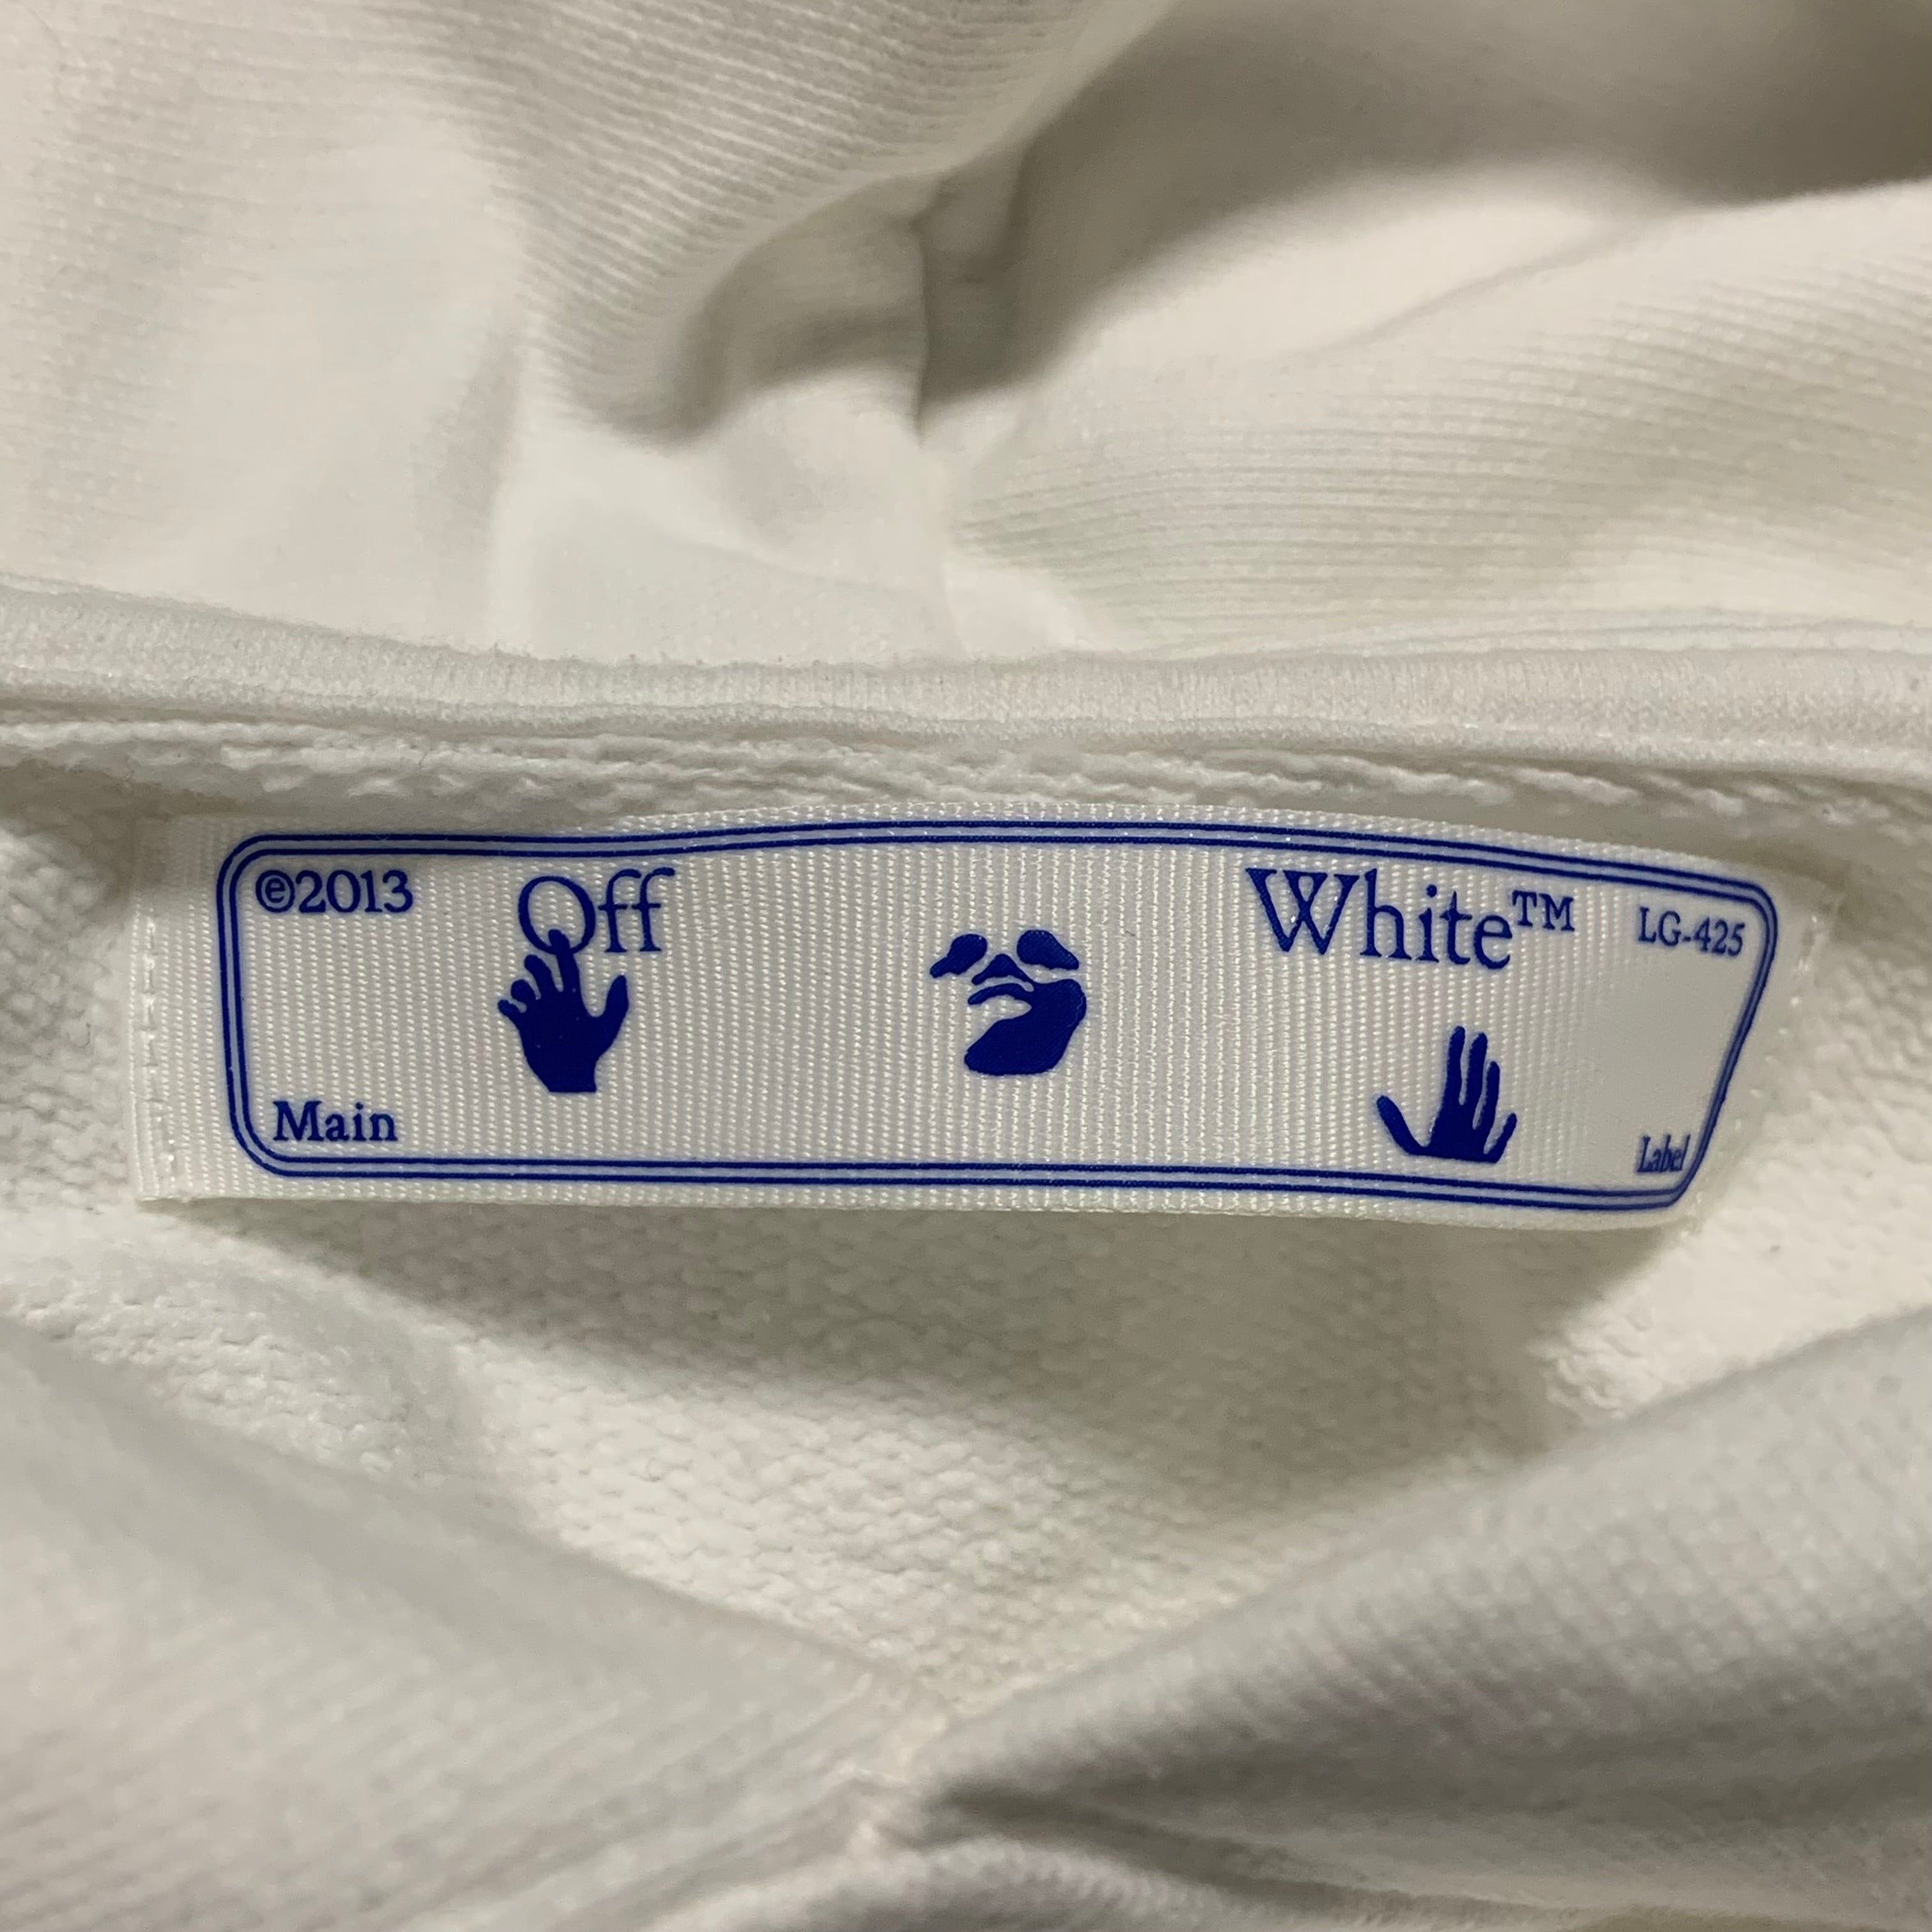 ©2013
Off
White™
LG-425
Main
Label